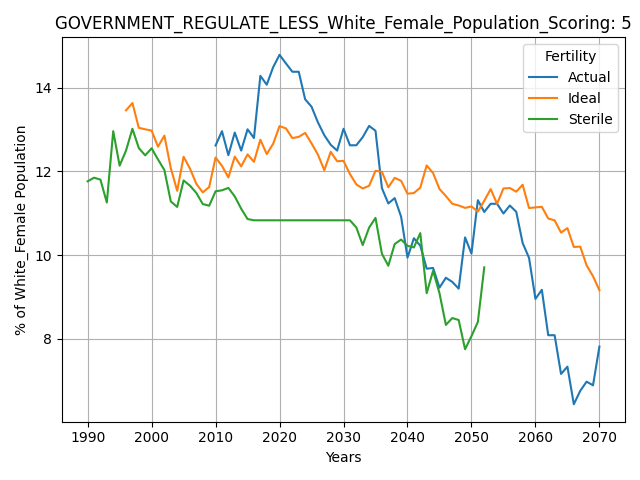 GOVERNMENT_REGULATE_LESS_White_Female_Population_Scoring: 5
Fertility
Actual
Ideal
Sterile
% of White_Female Population
14
12
10
8
1990 2000 2010 2020 2030 2040 2050 2060 2070
Years